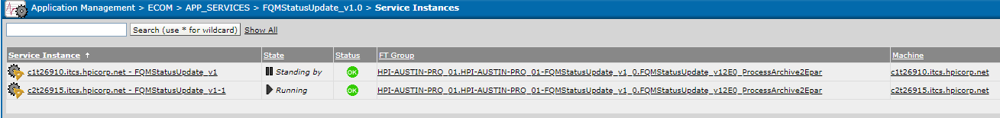 Application Management > ECOM > APP_SERVICES > FQMStatusUpdate_v1.0 > Service Instances
Search (use * for wildcard) Show All
Service Instance ↑ State Status FT Group Machine
c1t26910.itcs.hpicorp.net - FQMStatusUpdate_v1 Standing by OK HPI-AUSTIN-PRO_01.HPI-AUSTIN-PRO_01-FQMStatusUpdate_v1_0.FQMStatusUpdate_v12E0_ProcessArchive2Epar c1t26910.itcs.hpicorp.net
c2t26915.itcs.hpicorp.net - FQMStatusUpdate_v1-1 Running OK HPI-AUSTIN-PRO_01.HPI-AUSTIN-PRO_01-FQMStatusUpdate_v1_0.FQMStatusUpdate_v12E0_ProcessArchive2Epar c2t26915.itcs.hpicorp.net